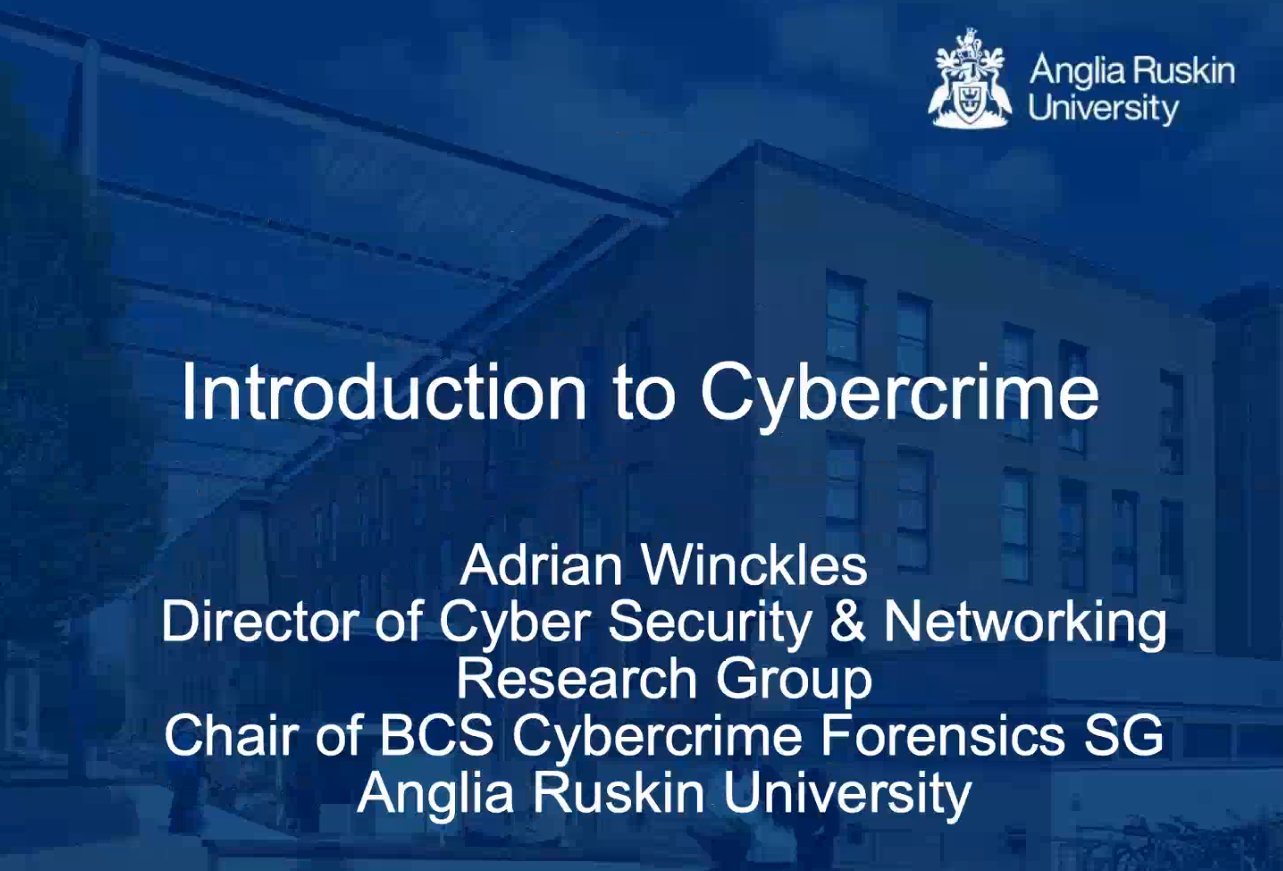 Anglia Ruskin
University
Introduction to Cybercrime
Adrian Winckles
Director of Cyber Security & Networking
Research Group
Chair of BCS Cybercrime Forensics SG
Anglia Ruskin University